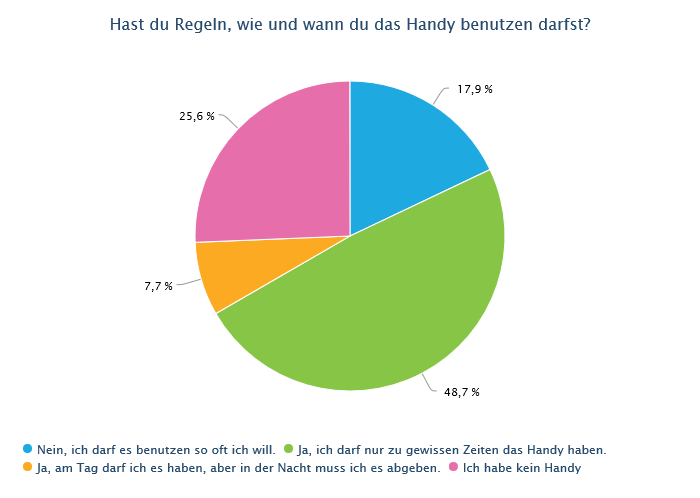 Hast du Regeln, wie und wann du das Handy benutzen darfst?
17,9 %
25,6 %
7,7 %
48,7 %
Nein, ich darf es benutzen so oft ich will. Ja, ich darf nur zu gewissen Zeiten das Handy haben.
Ja, am Tag darf ich es haben, aber in der Nacht muss ich es abgeben. Ich habe kein Handy